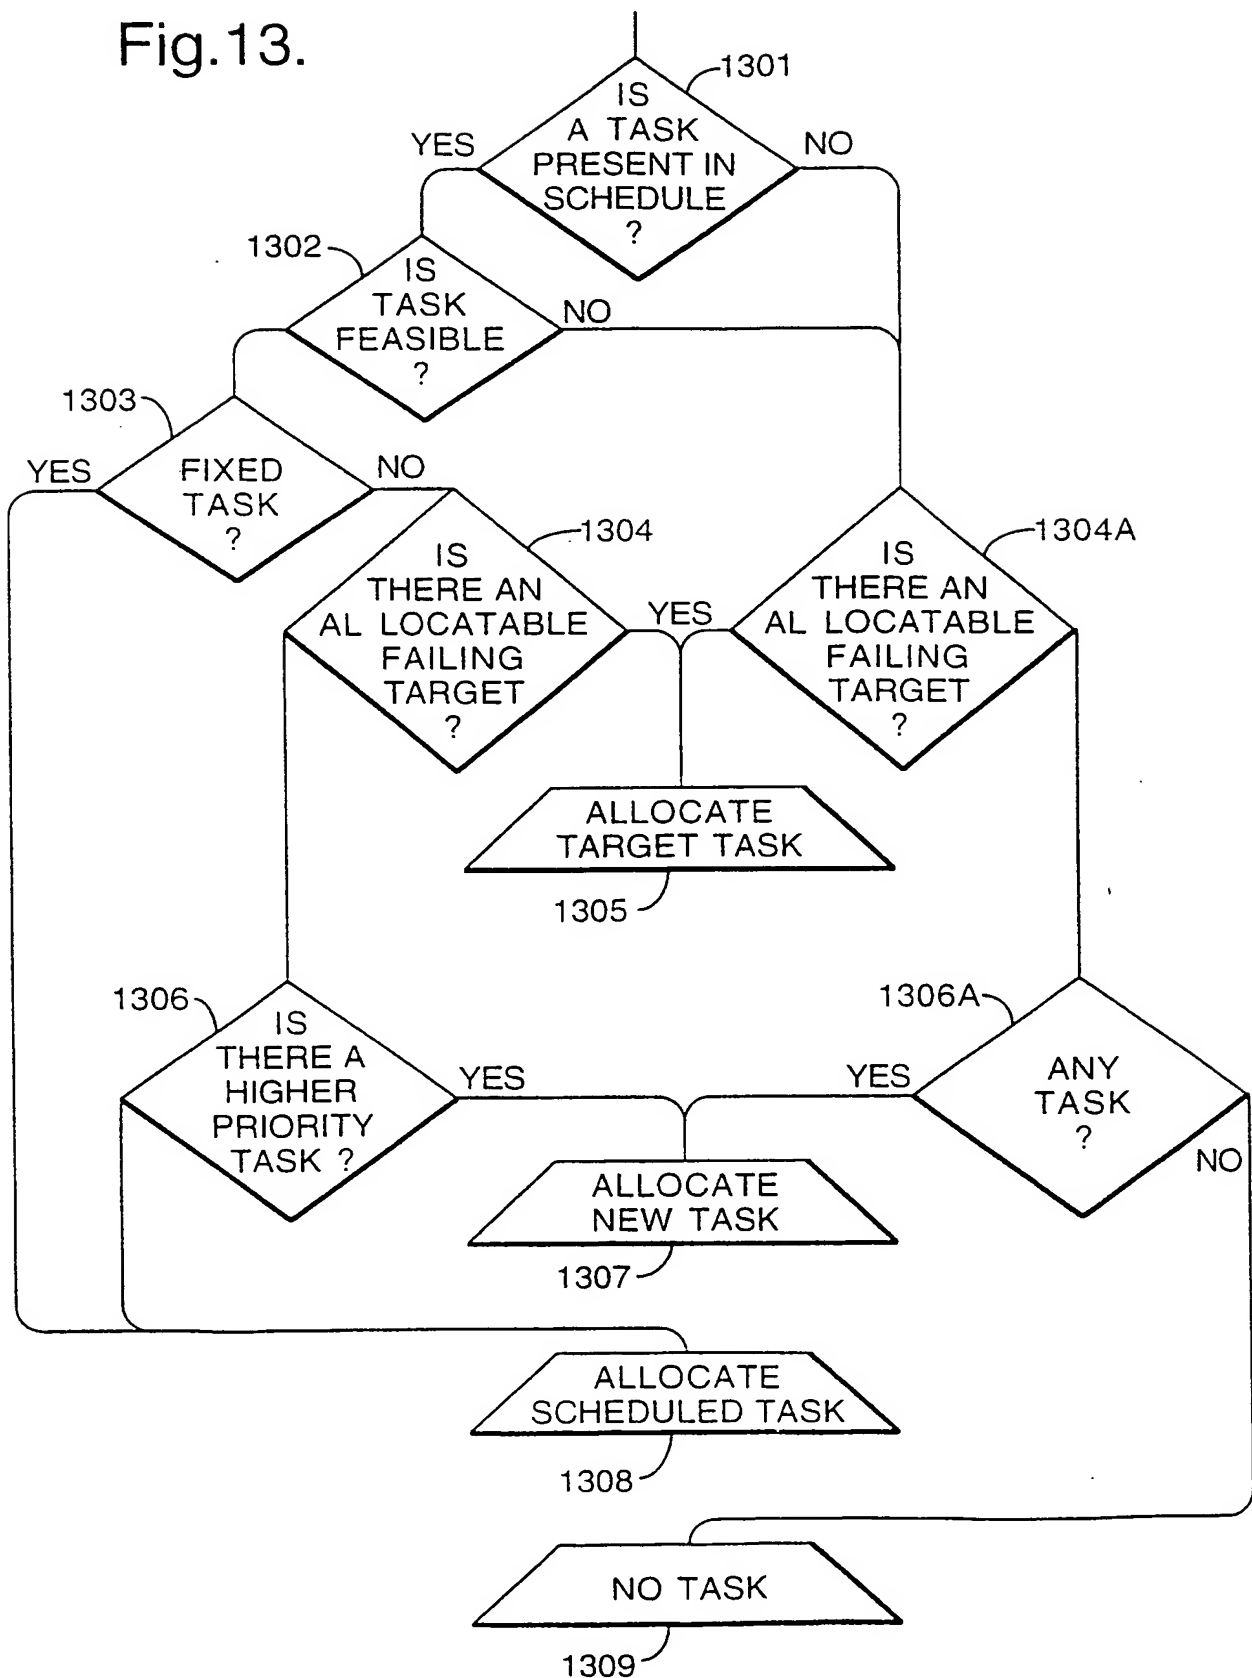 Fig.13.
1301
IS
A TASK
PRESENT IN
SCHEDULE
?
YES
NO
1302
IS
TASK
FEASIBLE
?
NO
1303
FIXED
TASK
?
YES
NO
1304
IS
THERE AN
AL LOCATABLE
FAILING
TARGET
?
YES
1304A
IS
THERE AN
AL LOCATABLE
FAILING
TARGET
?
ALLOCATE
TARGET TASK
1305
1306
IS
THERE A
HIGHER
PRIORITY
TASK ?
YES
1306A
ANY
TASK
?
YES
NO
ALLOCATE
NEW TASK
1307
ALLOCATE
SCHEDULED TASK
1308
NO TASK
1309